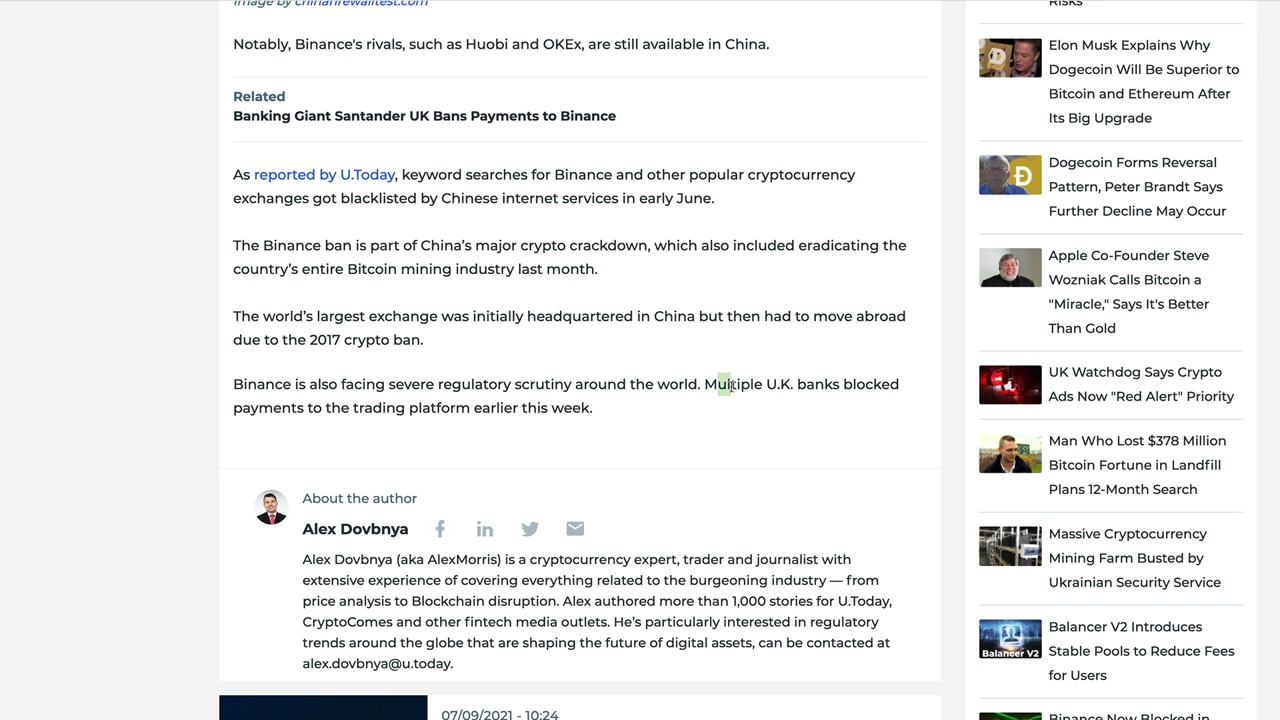 Image by chinafirewalltest.com
Notably, Binance's rivals, such as Huobi and OKEx, are still available in China.
Related
Banking Giant Santander UK Bans Payments to Binance
As reported by U.Today, keyword searches for Binance and other popular cryptocurrency
exchanges got blacklisted by Chinese internet services in early June.
The Binance ban is part of China’s major crypto crackdown, which also included eradicating the
country’s entire Bitcoin mining industry last month.
The world’s largest exchange was initially headquartered in China but then had to move abroad
due to the 2017 crypto ban.
Binance is also facing severe regulatory scrutiny around the world. Multiple U.K. banks blocked
payments to the trading platform earlier this week.
About the author
Alex Dovbnya
Alex Dovbnya (aka AlexMorris) is a cryptocurrency expert, trader and journalist with
extensive experience of covering everything related to the burgeoning industry — from
price analysis to Blockchain disruption. Alex authored more than 1,000 stories for U.Today,
CryptoComes and other fintech media outlets. He’s particularly interested in regulatory
trends around the globe that are shaping the future of digital assets, can be contacted at
alex.dovbnya@u.today.
07/09/2021 - 10:24
Risks
Elon Musk Explains Why
Dogecoin Will Be Superior to
Bitcoin and Ethereum After
Its Big Upgrade
Dogecoin Forms Reversal
Pattern, Peter Brandt Says
Further Decline May Occur
Apple Co-Founder Steve
Wozniak Calls Bitcoin a
"Miracle," Says It's Better
Than Gold
UK Watchdog Says Crypto
Ads Now "Red Alert" Priority
Man Who Lost $378 Million
Bitcoin Fortune in Landfill
Plans 12-Month Search
Massive Cryptocurrency
Mining Farm Busted by
Ukrainian Security Service
Balancer V2
Balancer V2 Introduces
Stable Pools to Reduce Fees
for Users
Binance Now Blocked in